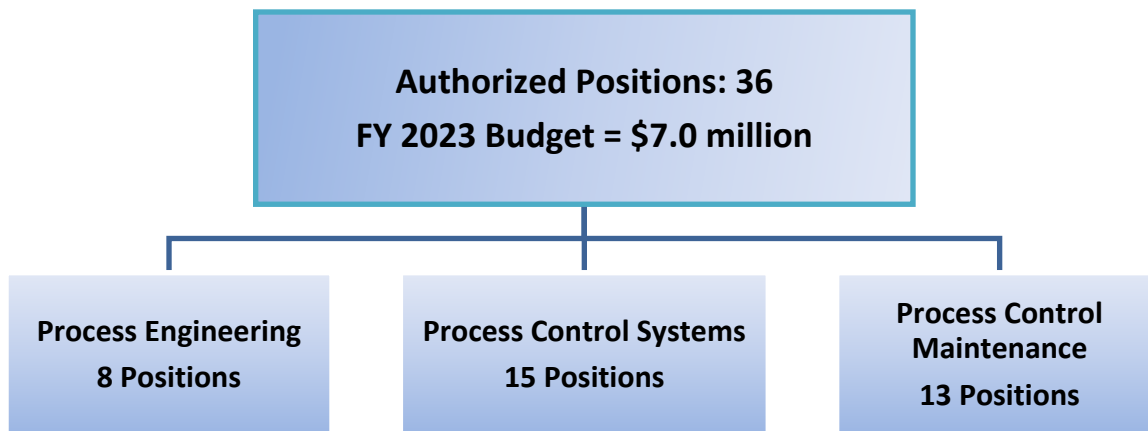 Authorized Positions: 36
FY 2023 Budget = $7.0 million
Process Engineering
8 Positions
Process Control Systems
15 Positions
Process Control
Maintenance
13 Positions